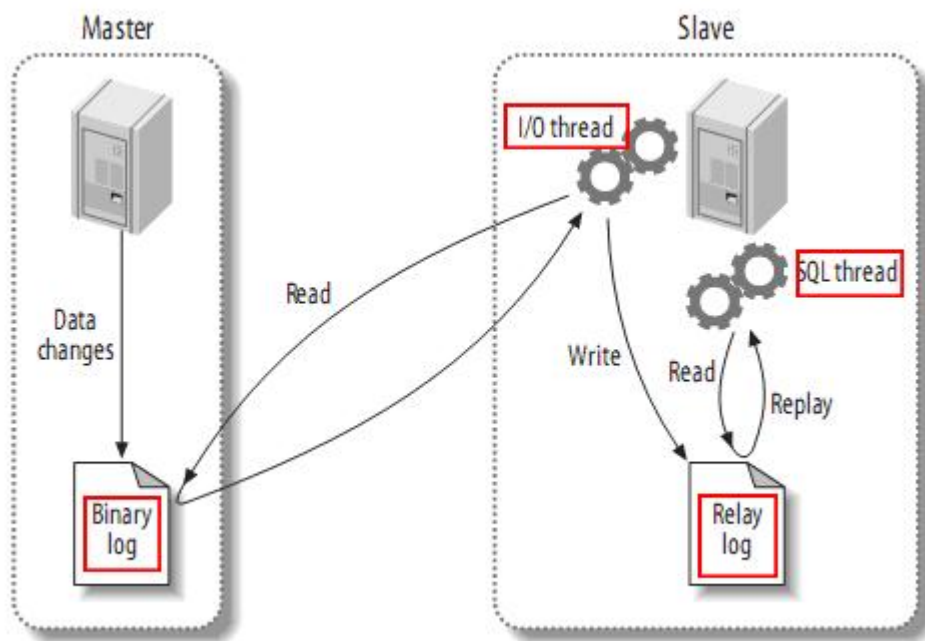 Master
Slave
I/O thread
SQL thread
Read
Data
changes
Write
Read
Replay
Binary
log
Relay
log